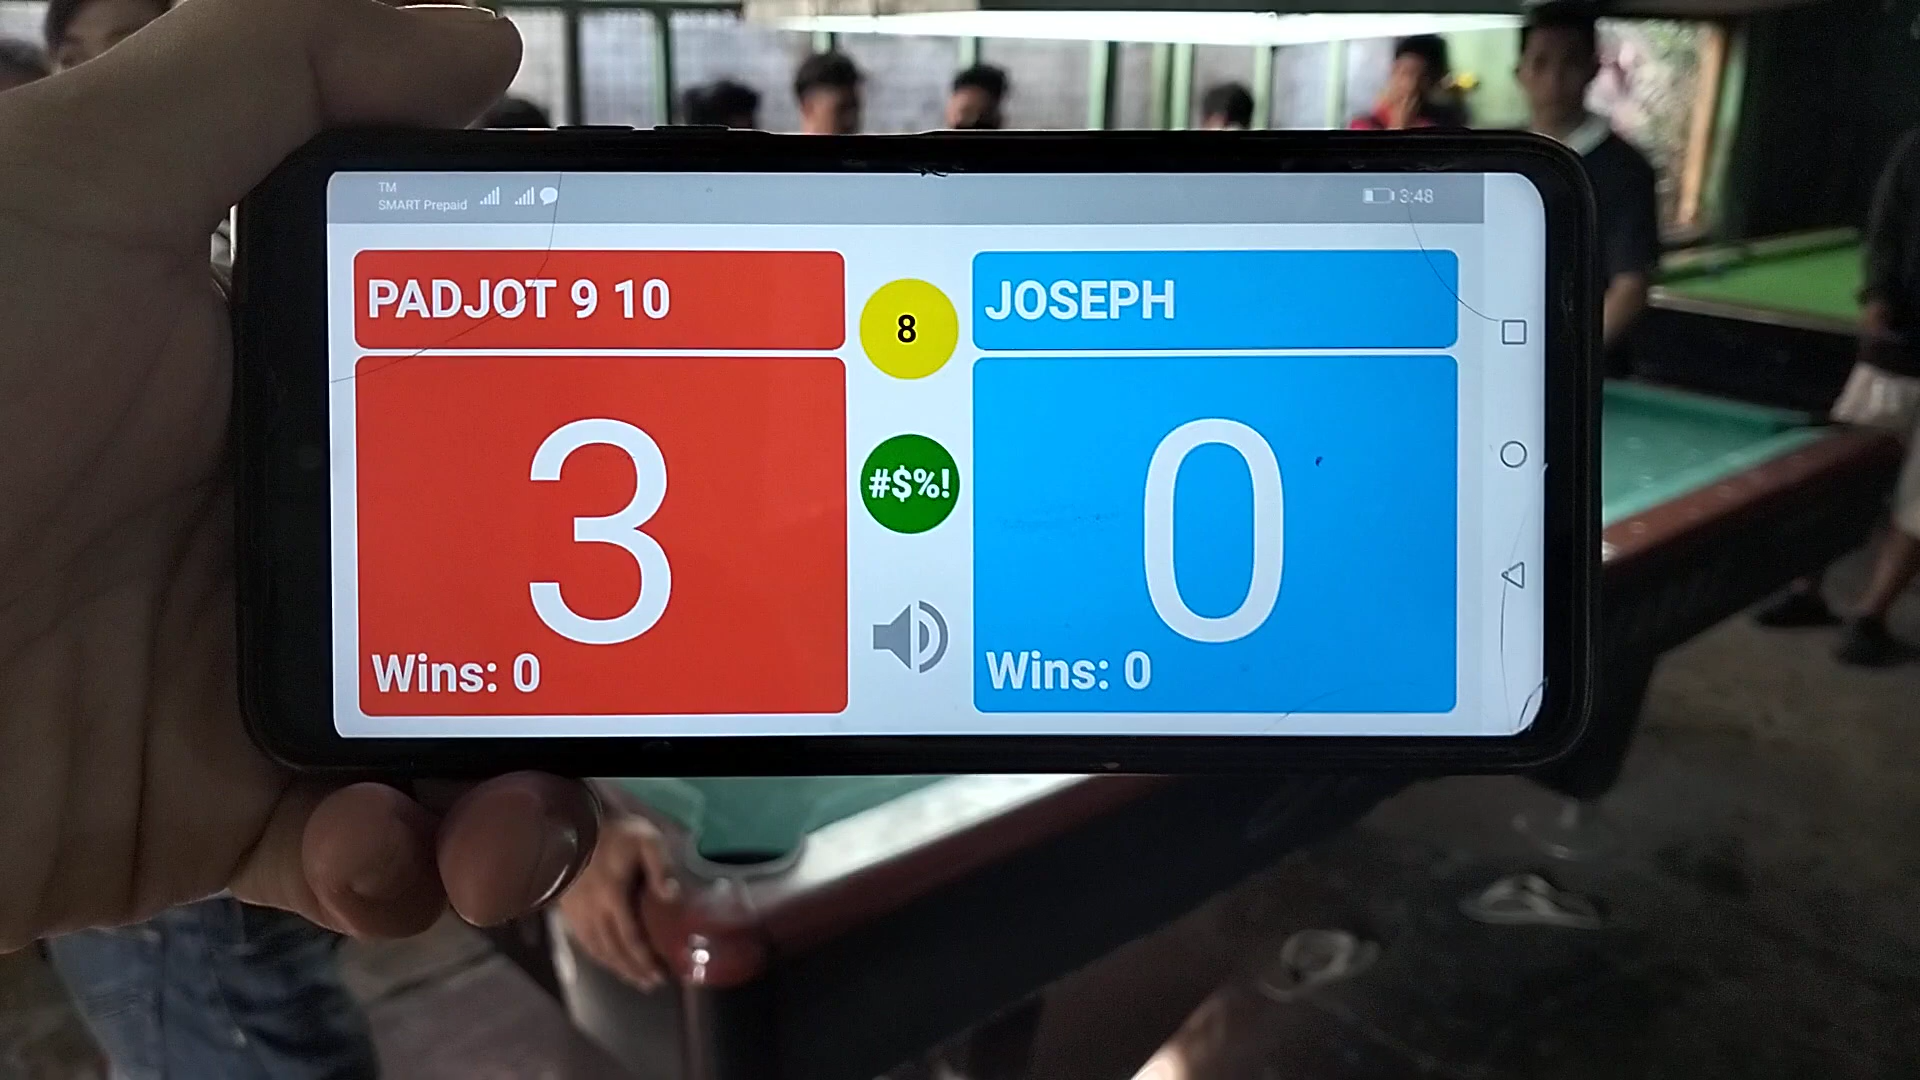 TM
SMART Prepaid
3:48
PADJOT 9 10
8
JOSEPH
3
#$%!
0
Wins: 0
Wins: 0